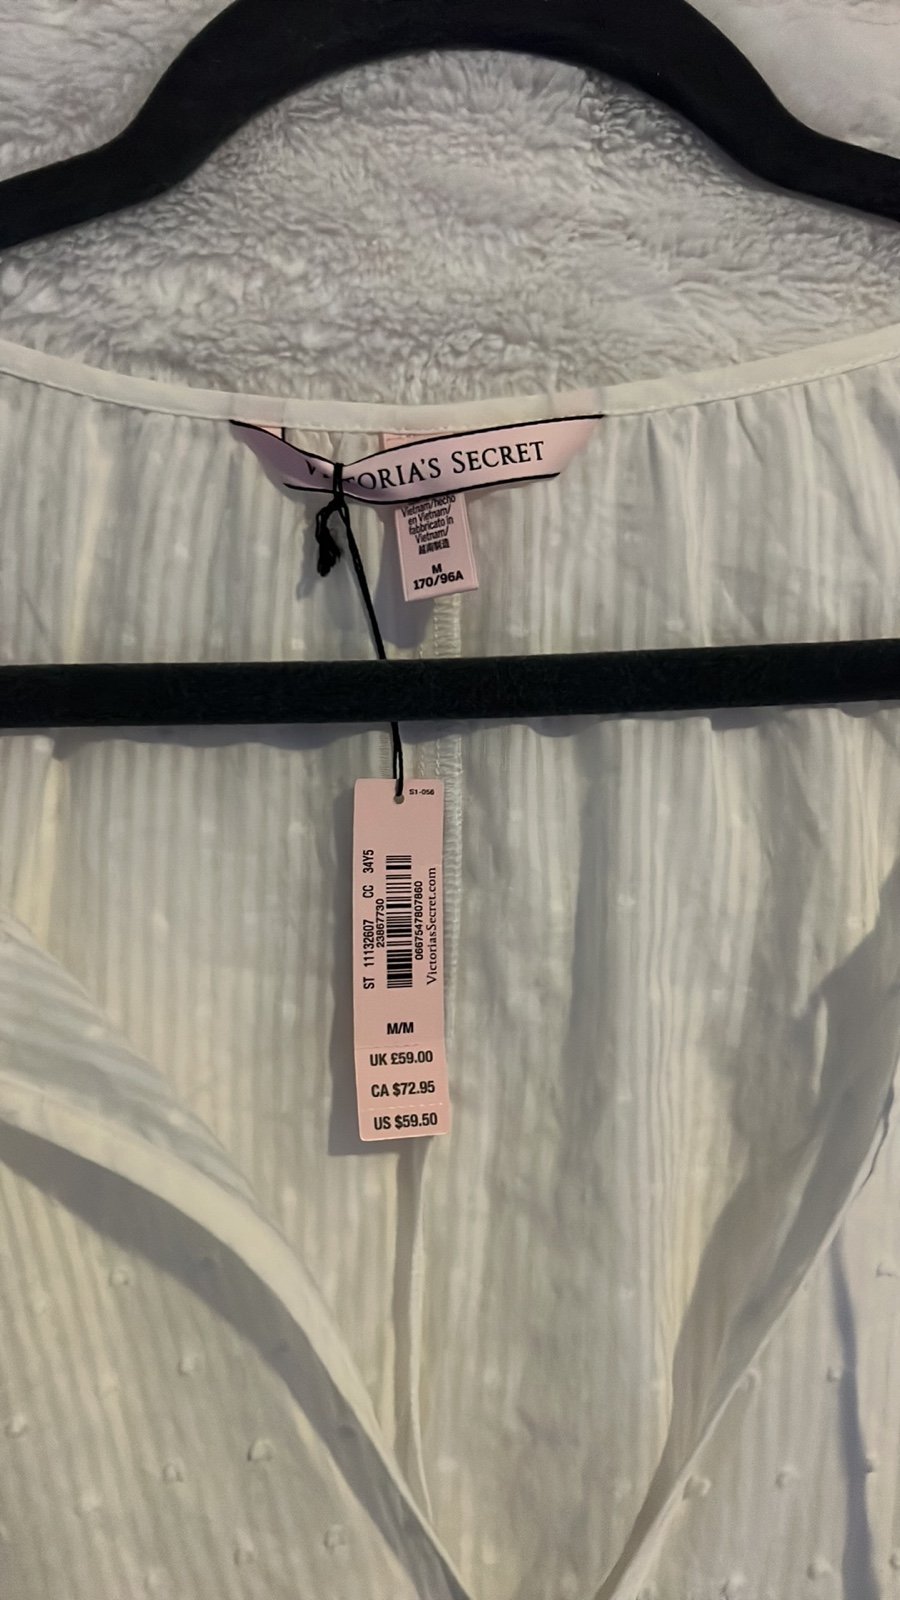 VICTORIA'S SECRET
Vietnam/hecho
en Vietnam/
fabbricato in
Vietnam/
越南制造
M
170/96A
S1-056
ST 11132607 CC 34Y5
23867730
0667547807860
VictoriasSecret.com
M/M
UK £59.00
CA $72.95
US $59.50